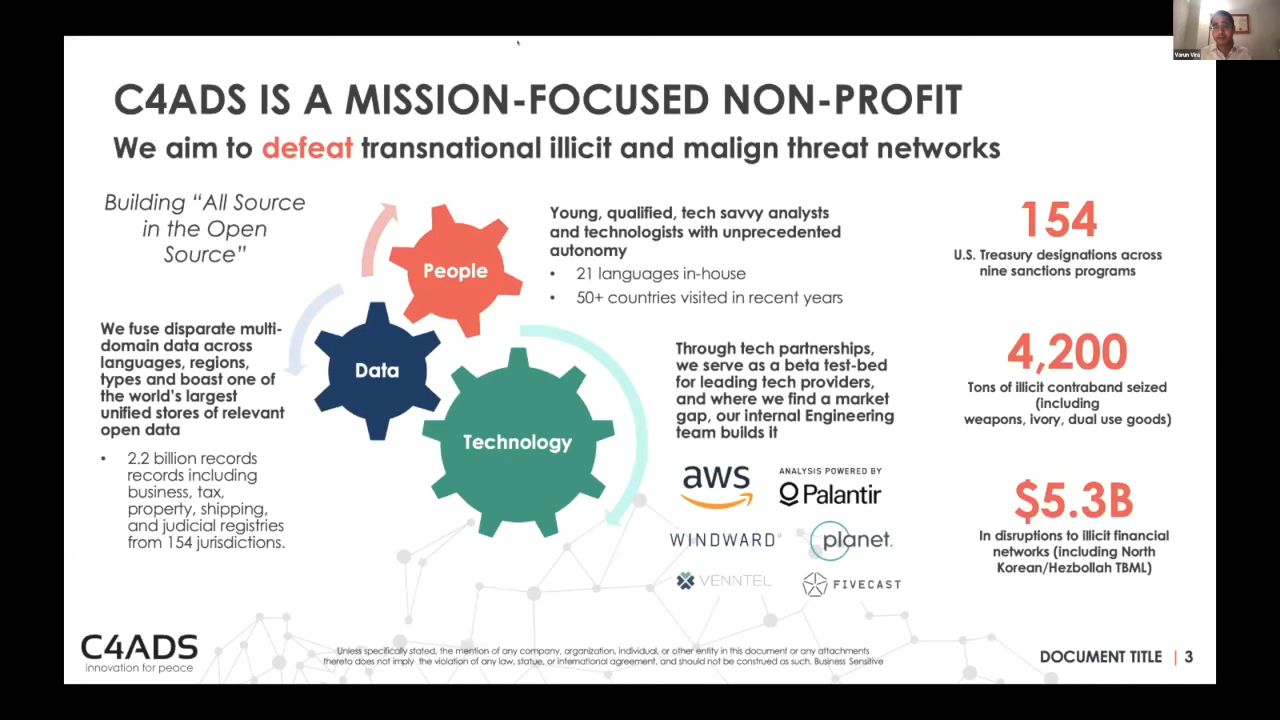 C4ADS IS A MISSION-FOCUSED NON-PROFIT
We aim to defeat transnational illicit and malign threat networks
Building “All Source
in the Open
Source”
We fuse disparate multi-
domain data across
languages, regions,
types and boast one of
the world’s largest
unified stores of relevant
open data
• 2.2 billion records
records including
business, tax,
property, shipping,
and judicial registries
from 154 jurisdictions.
People
Data
Technology
Young, qualified, tech savvy analysts
and technologists with unprecedented
autonomy
• 21 languages in-house
• 50+ countries visited in recent years
Through tech partnerships,
we serve as a beta test-bed
for leading tech providers,
and where we find a market
gap, our internal Engineering
team builds it
aws
ANALYSIS POWERED BY
Palantir
WINDWARD
planet.
VENNTEL
FIVECAST
154
U.S. Treasury designations across
nine sanctions programs
4,200
Tons of illicit contraband seized
(including
weapons, ivory, dual use goods)
$5.3B
In disruptions to illicit financial
networks (including North
Korean/Hezbollah TBML)
C4ADS
innovation for peace
Unless specifically stated, the mention of any company, organization, individual, or other entity in this document or any attachments
thereto does not imply the violation of any law, statue, or international agreement, and should not be construed as such. Business Sensitive
DOCUMENT TITLE | 3
Varun Vira